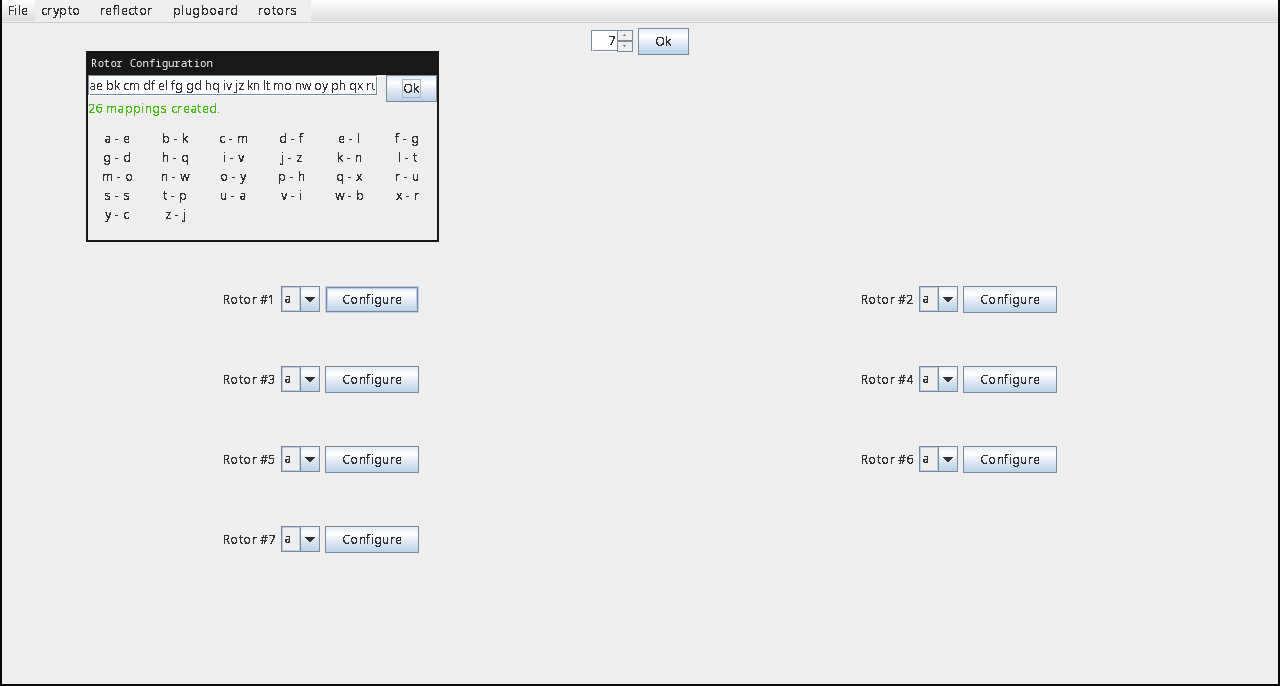 File crypto reflector plugboard rotors
7 Ok
Rotor Configuration
ae bk cm df el fg gd hq iv jz kn lt mo nw oy ph qx ru Ok
26 mappings created.
a - e b - k c - m d - f e - l f - g
g - d h - q i - v j - z k - n l - t
m - o n - w o - y p - h q - x r - u
s - s t - p u - a v - i w - b x - r
y - c z - j
Rotor #1 a Configure Rotor #2 a Configure
Rotor #3 a Configure Rotor #4 a Configure
Rotor #5 a Configure Rotor #6 a Configure
Rotor #7 a Configure